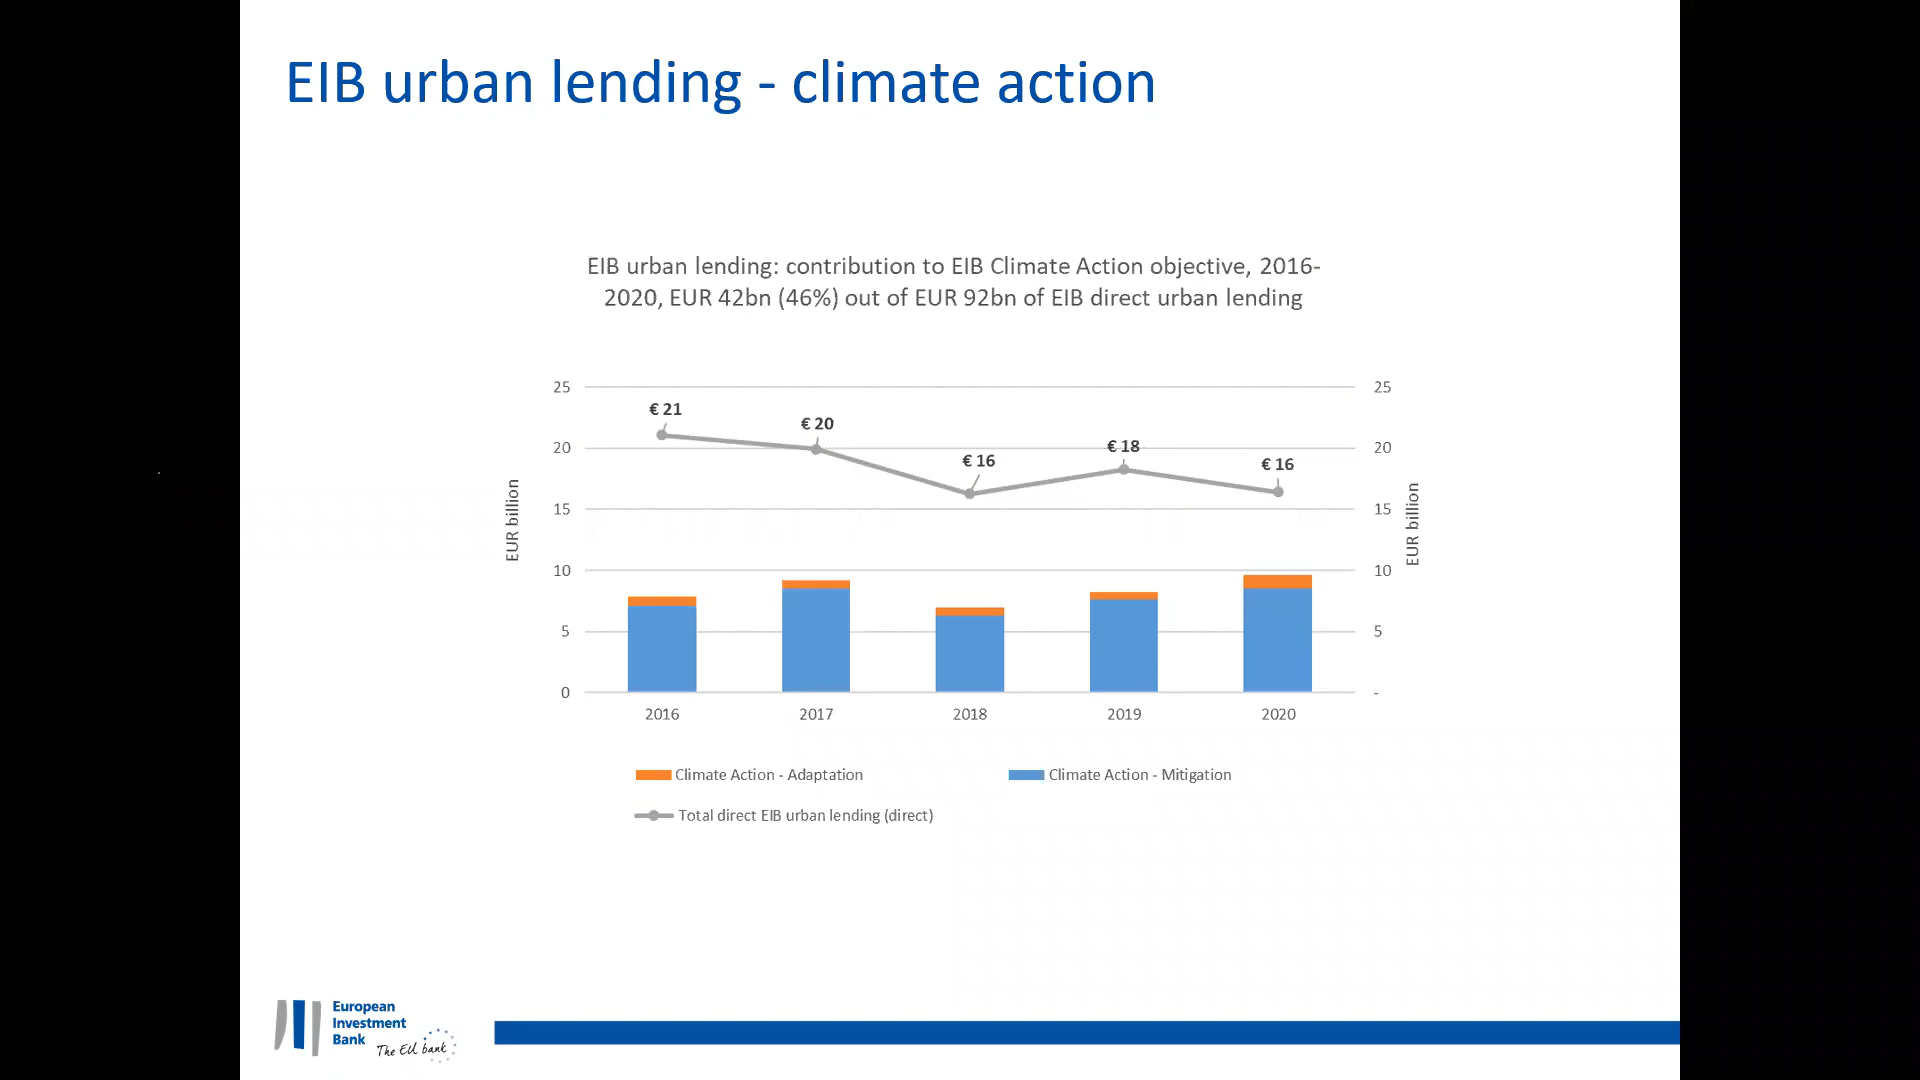 EIB urban lending - climate action
EIB urban lending: contribution to EIB Climate Action objective, 2016-
2020, EUR 42bn (46%) out of EUR 92bn of EIB direct urban lending
25
20
15
10
5
0
EUR billion
€ 21
€ 20
€ 16
€ 18
€ 16
25
20
15
10
5
-
EUR billion
2016
2017
2018
2019
2020
Climate Action - Adaptation
Climate Action - Mitigation
Total direct EIB urban lending (direct)
European
Investment
Bank
The EU bank